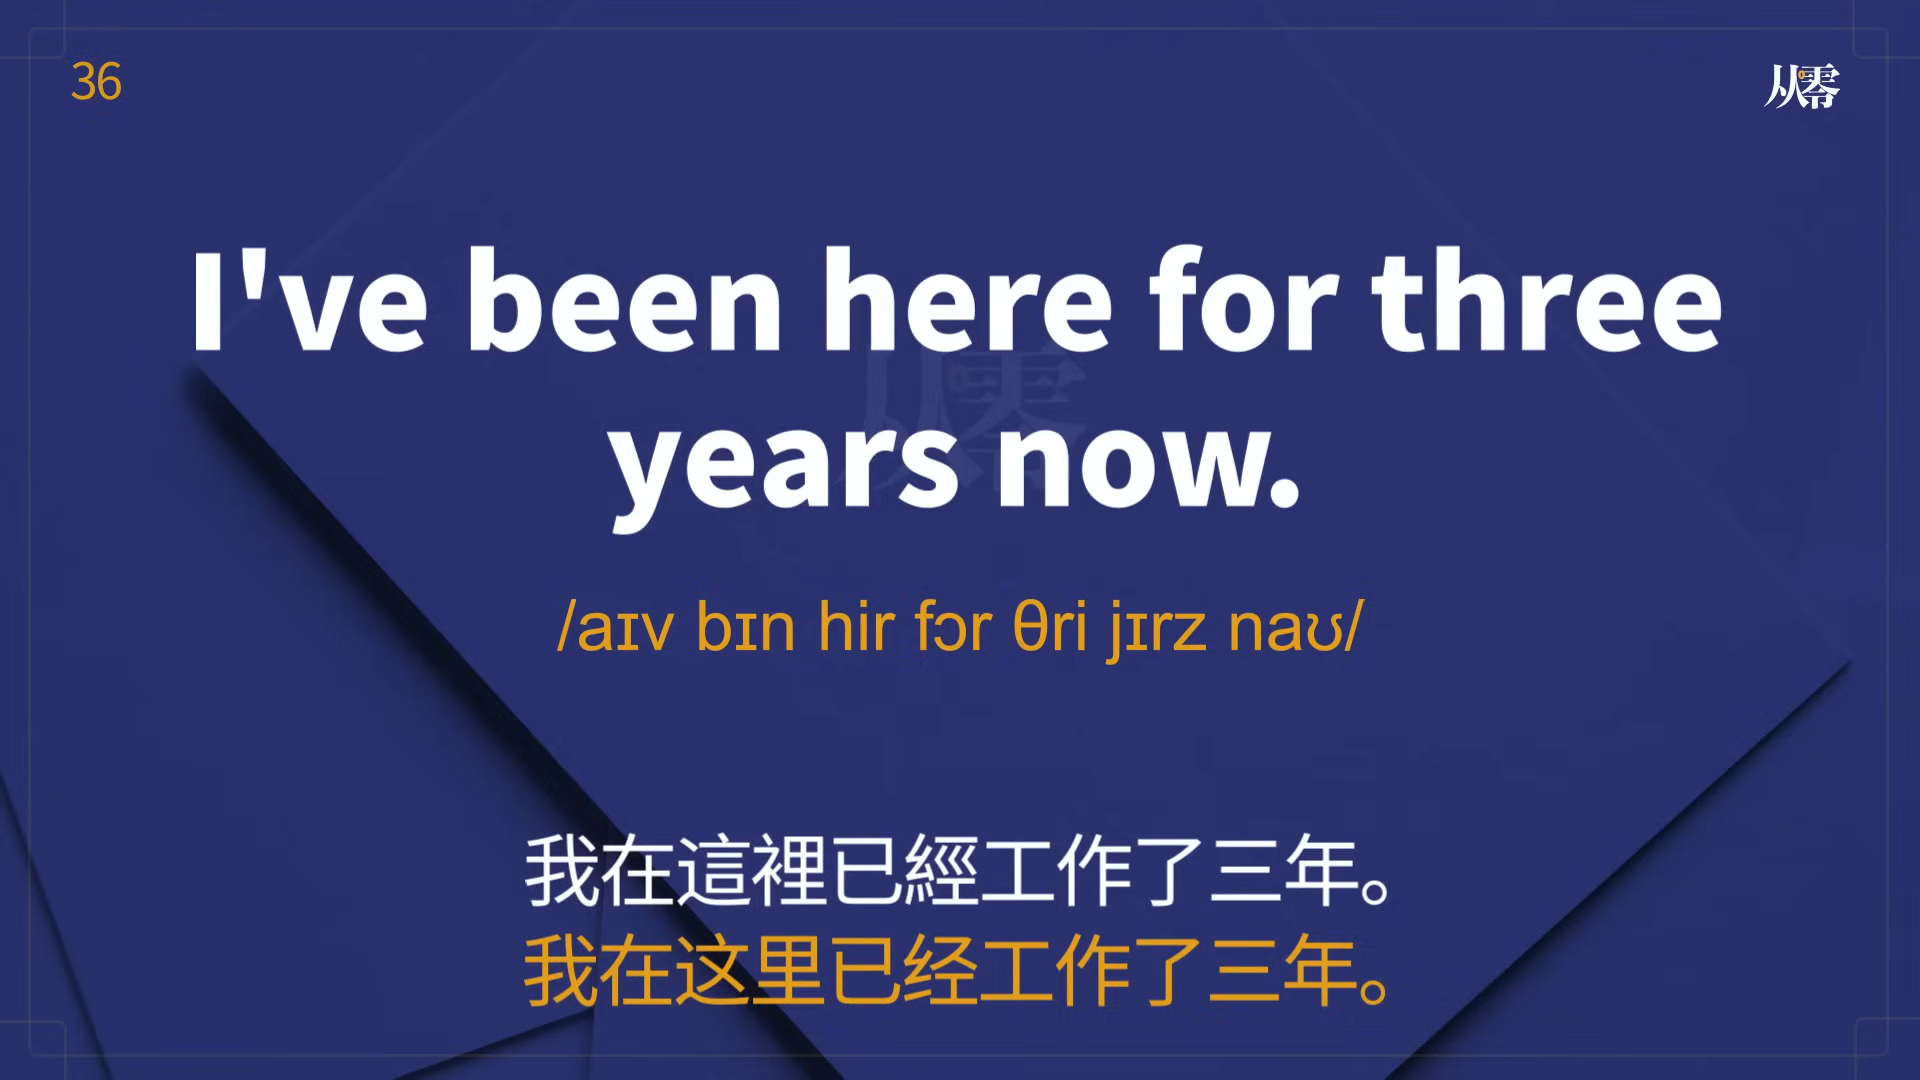 36
从零
I've been here for three
years now.
/aɪv bɪn hir fɔr θri jɪrz naʊ/
我在這裡已經工作了三年。
我在这里已经工作了三年。